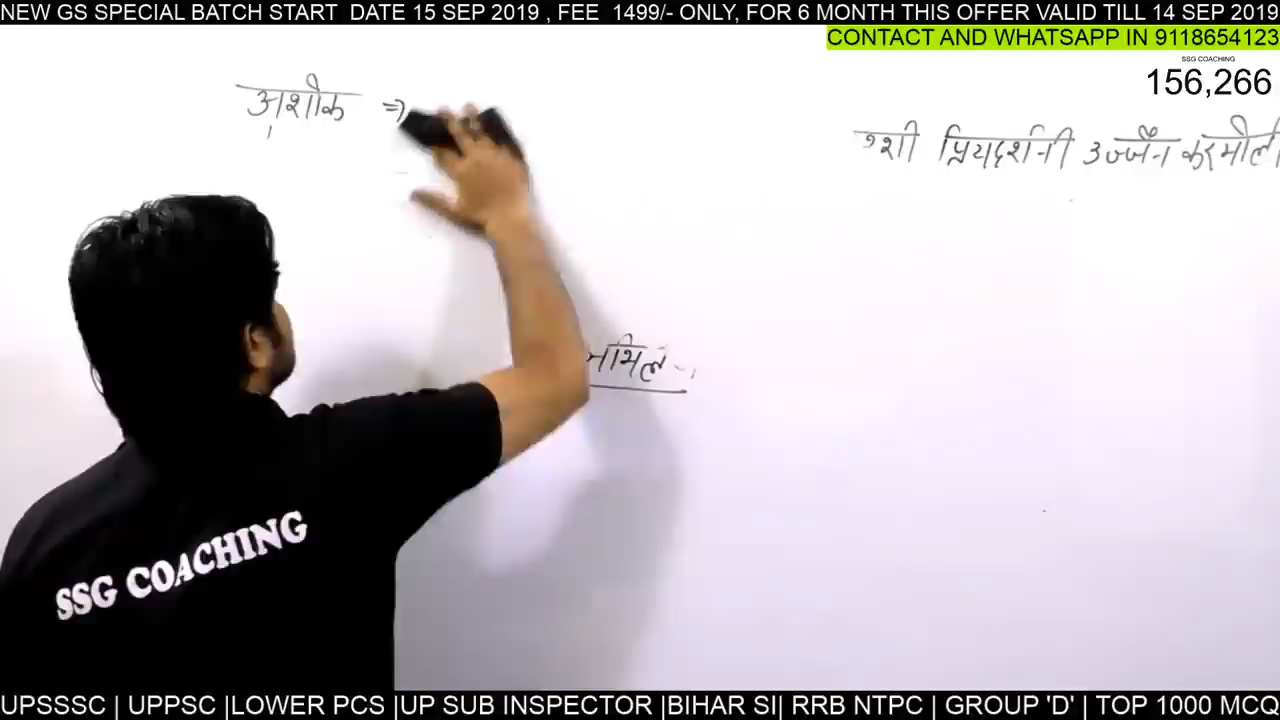 NEW GS SPECIAL BATCH START DATE 15 SEP 2019 , FEE 1499/- ONLY, FOR 6 MONTH THIS OFFER VALID TILL 14 SEP 2019
CONTACT AND WHATSAPP IN 9118654123
SSG COACHING
156,266
अशोक ⇒
प्रियदर्शनी उज्जैन
SSG COACHING
UPSSSC | UPPSC |LOWER PCS |UP SUB INSPECTOR |BIHAR SI| RRB NTPC | GROUP 'D' | TOP 1000 MCQ